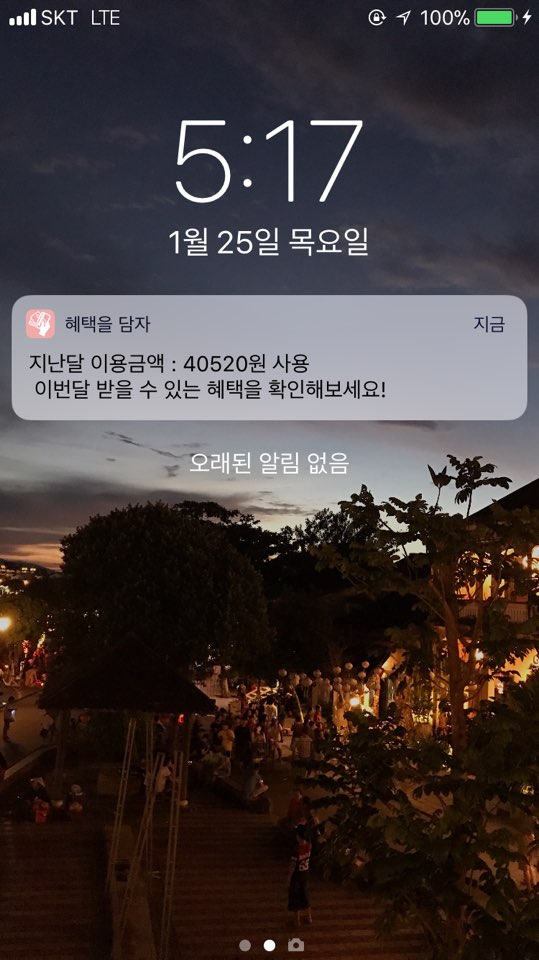 SKT LTE 100%
5:17
1월 25일 목요일
혜택을 담자 지금
지난달 이용금액 : 40520원 사용
이번달 받을 수 있는 혜택을 확인해보세요!
오래된 알림 없음